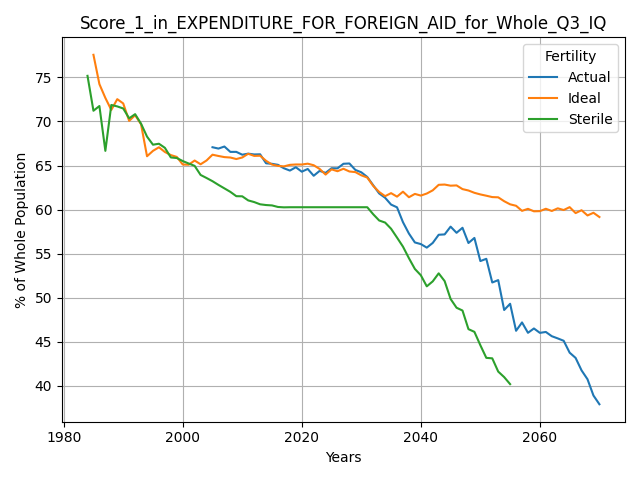 Score_1_in_EXPENDITURE_FOR_FOREIGN_AID_for_Whole_Q3_IQ
Fertility
Actual
Ideal
Sterile
% of Whole Population
75
70
65
60
55
50
45
40
1980
2000
2020
2040
2060
Years